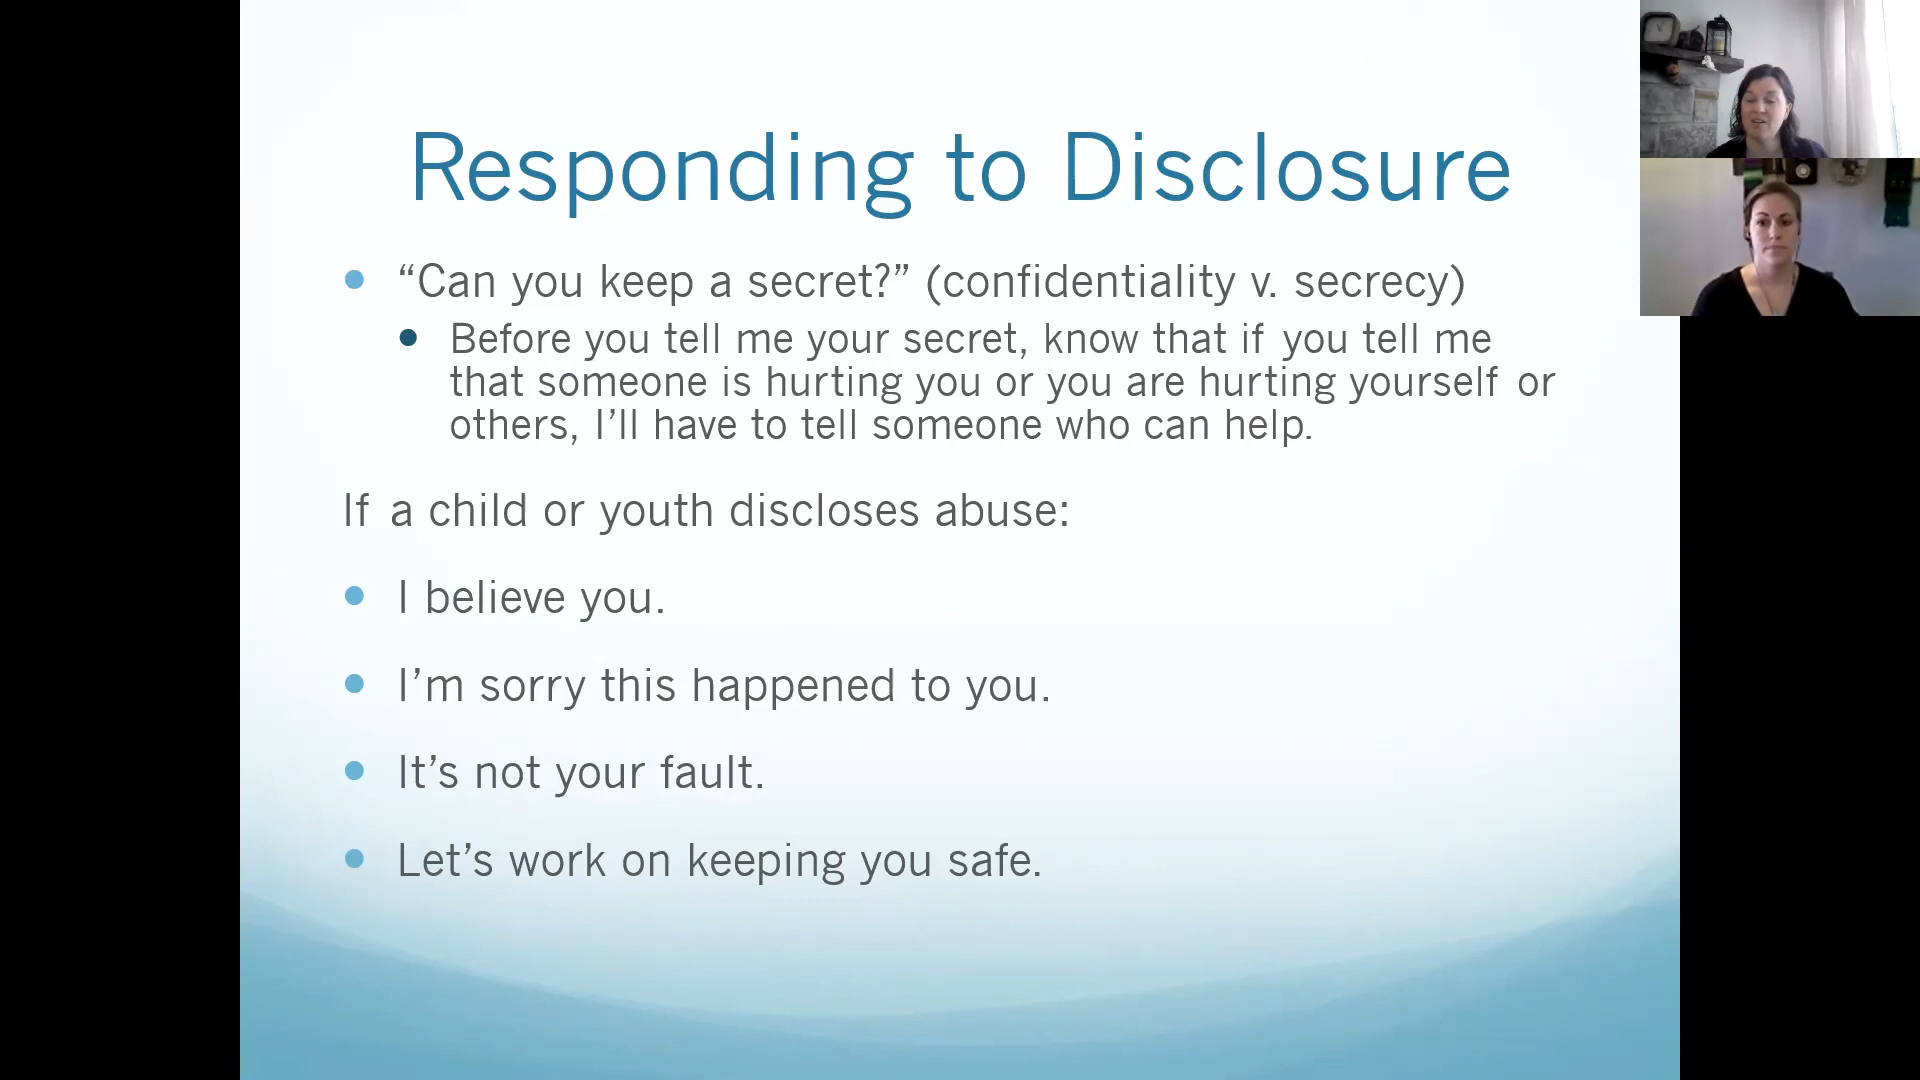 Responding to Disclosure
“Can you keep a secret?” (confidentiality v. secrecy)
Before you tell me your secret, know that if you tell me
that someone is hurting you or you are hurting yourself or
others, I’ll have to tell someone who can help.
If a child or youth discloses abuse:
I believe you.
I’m sorry this happened to you.
It’s not your fault.
Let’s work on keeping you safe.